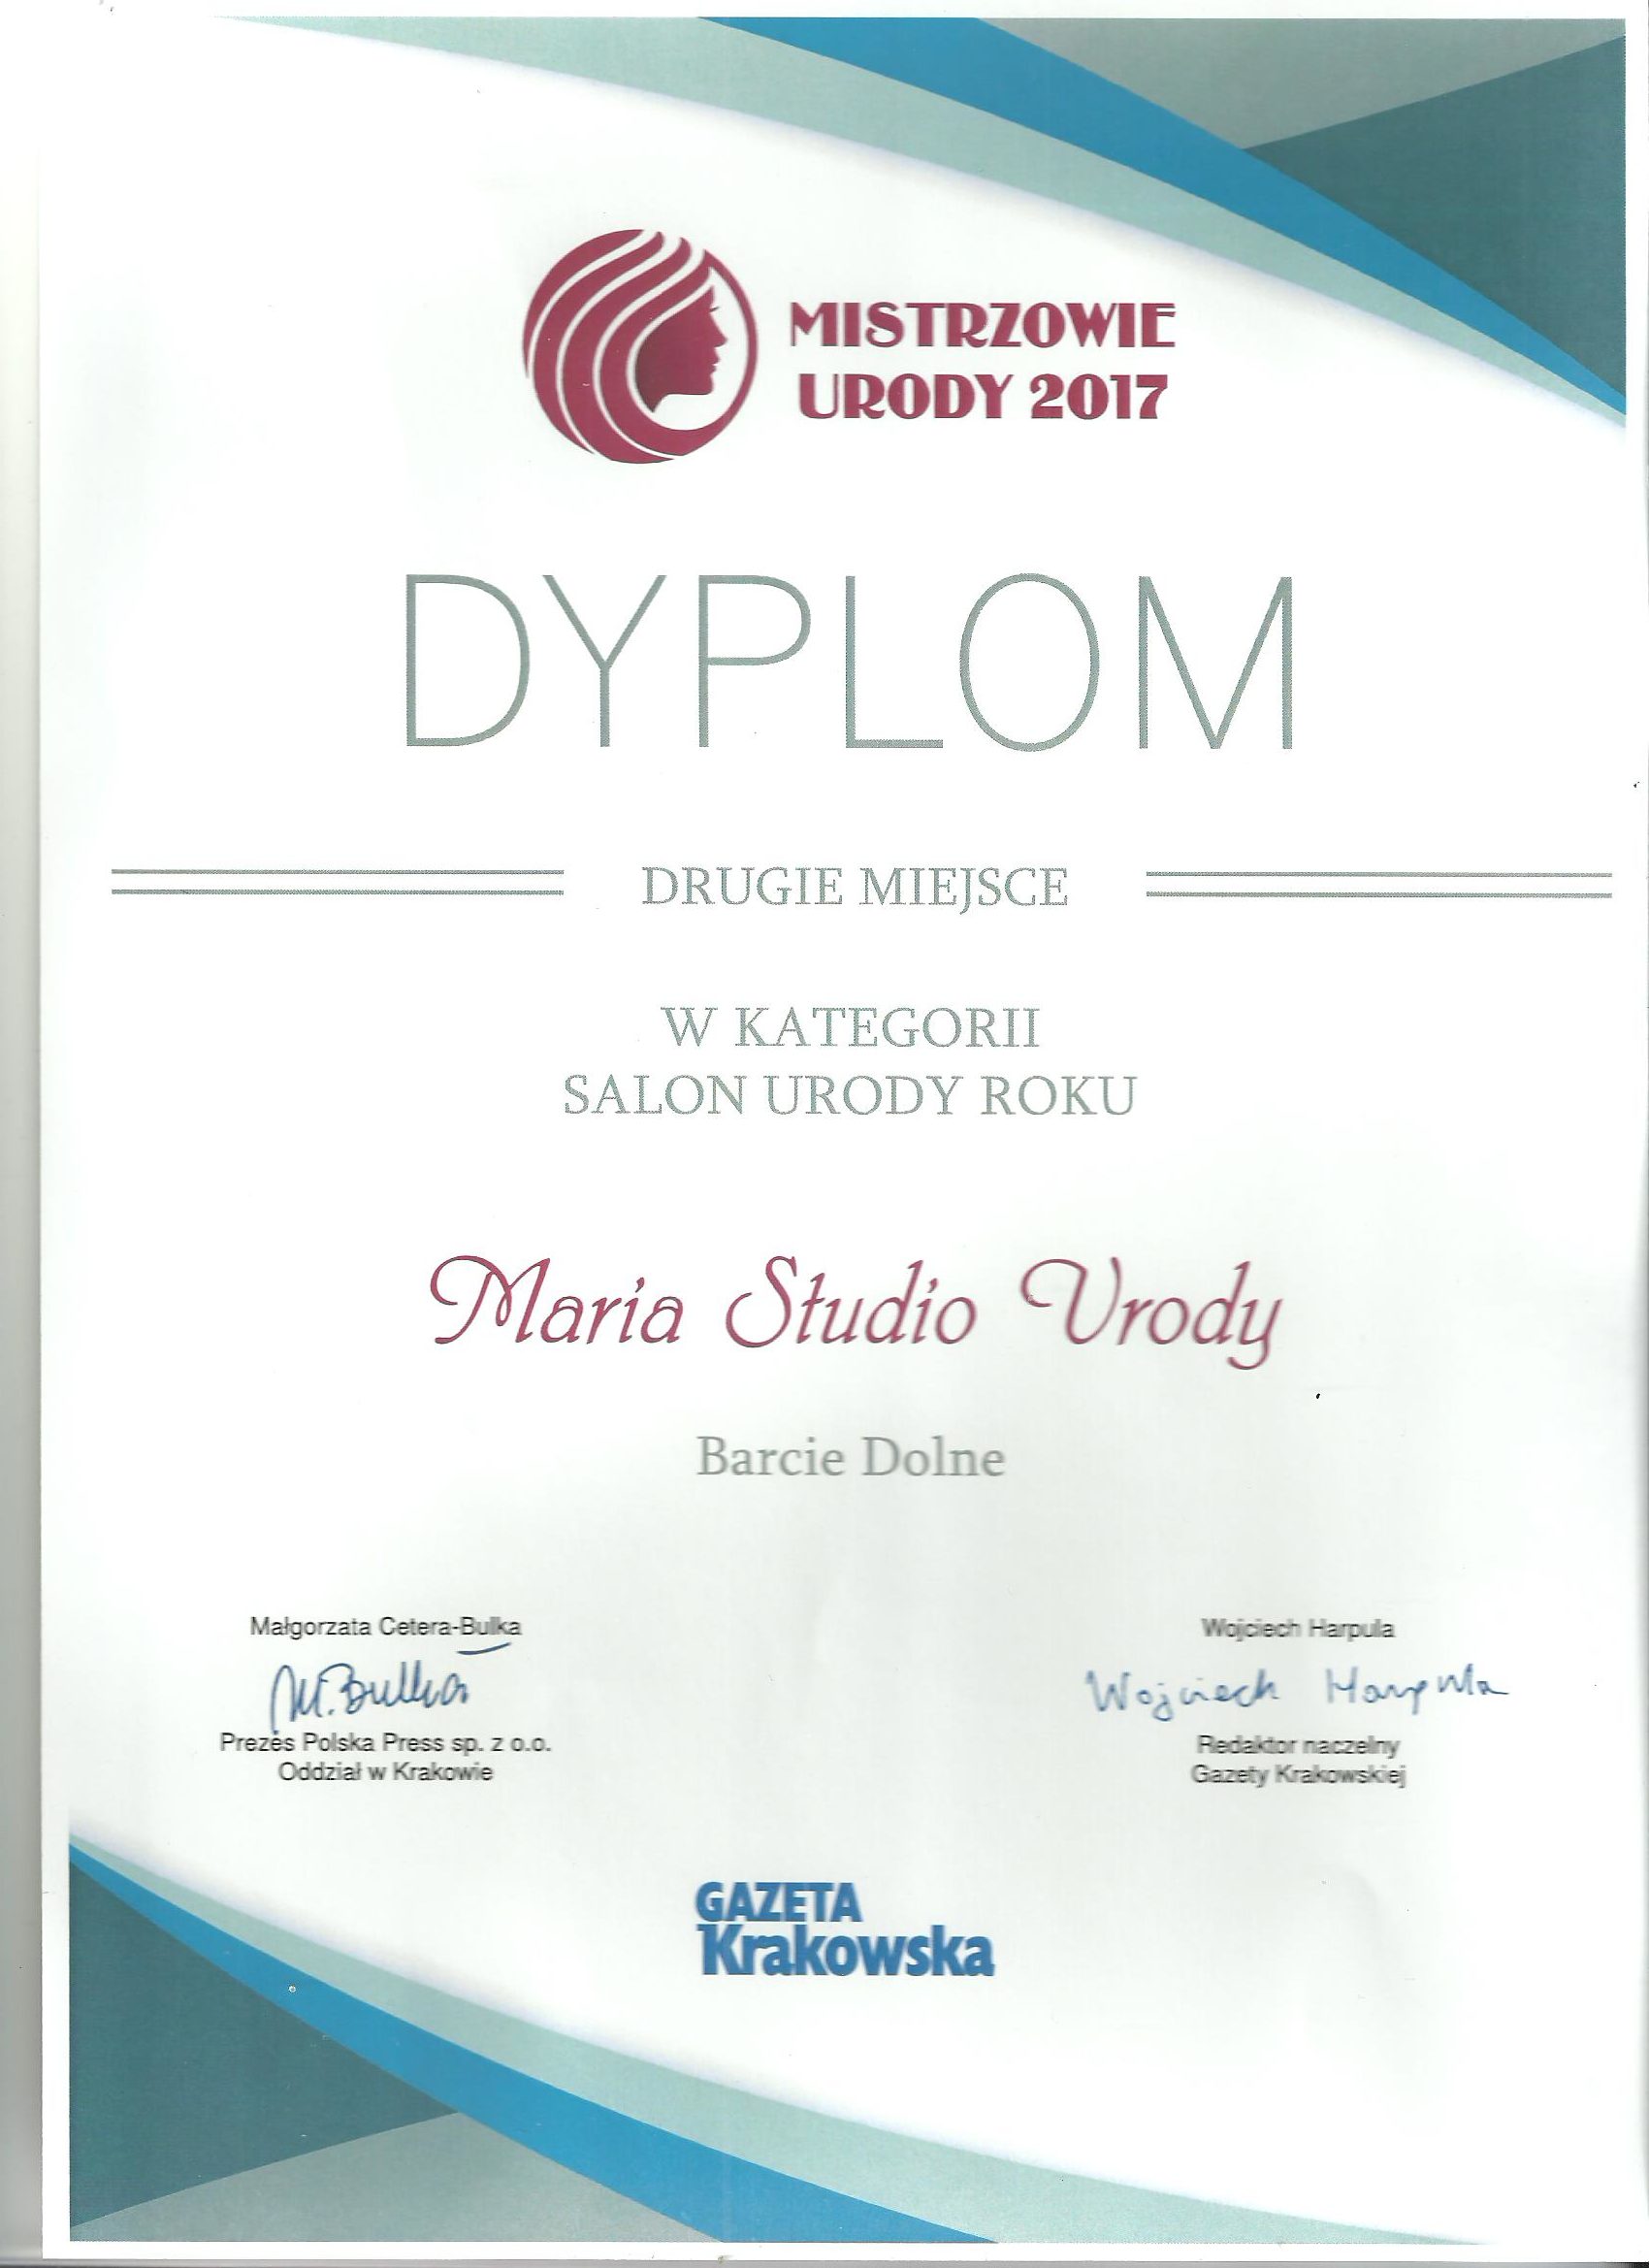 MISTRZOWIE
URODY 2017
DYPLOM
DRUGIE MIEJSCE
W KATEGORII
SALON URODY ROKU
Maria Studio Urody
Barcie Dolne
Małgorzata Cetera-Bulka
M. Bulka
Prezes Polska Press sp. z o.o.
Oddział w Krakowie
Wojciech Harpula
Wojciech Harpula
Redaktor naczelny
Gazety Krakowskiej
GAZETA
Krakowska